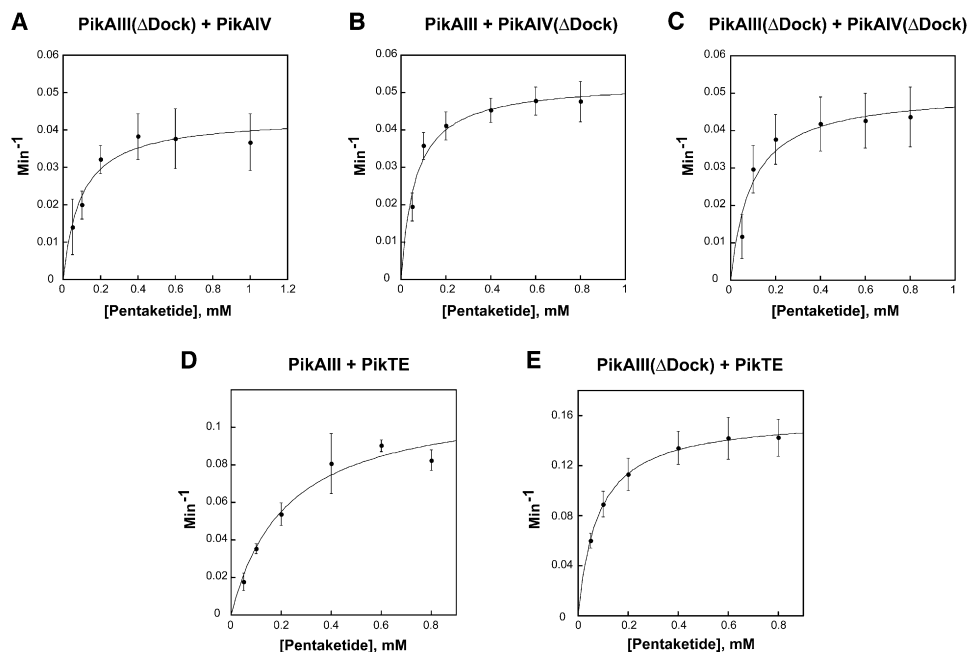 A PikAIII(ΔDock) + PikAIV
B PikAIII + PikAIV(ΔDock)
C PikAIII(ΔDock) + PikAIV(ΔDock)
0.06
0.05
0.04
0.03
0.02
0.01
0
Min-1
0 0.2 0.4 0.6 0.8 1.0 1.2
[Pentaketide], mM
0.06
0.05
0.04
0.03
0.02
0.01
0
Min-1
0 0.2 0.4 0.6 0.8 1
[Pentaketide], mM
0.06
0.05
0.04
0.03
0.02
0.01
0
Min-1
0 0.2 0.4 0.6 0.8 1
[Pentaketide], mM
D PikAIII + PikTE
0.1
0.08
0.06
0.04
0.02
0
Min-1
0 0.2 0.4 0.6 0.8
[Pentaketide], mM
E PikAIII(ΔDock) + PikTE
0.16
0.12
0.08
0.04
0
Min-1
0 0.2 0.4 0.6 0.8
[Pentaketide], mM